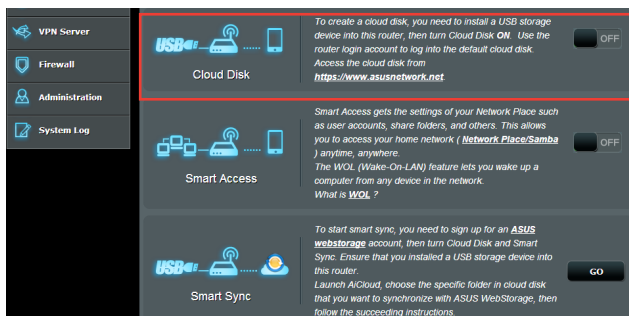 VPN Server
Firewall
Administration
System Log
USB
Cloud Disk
To create a cloud disk, you need to install a USB storage
device into this router, then turn Cloud Disk ON. Use the
router login account to log into the default cloud disk.
Access the cloud disk from
https://www.asusnetwork.net.
OFF
Smart Access
Smart Access gets the settings of your Network Place such
as user accounts, share folders, and others. This allows
you to access your home network ( Network Place/Samba
) anytime, anywhere.
The WOL (Wake-On-LAN) feature lets you wake up a
computer from any device in the network.
What is WOL ?
OFF
USB
Smart Sync
To start smart sync, you need to sign up for an ASUS
webstorage account, then turn Cloud Disk and Smart
Sync. Ensure that you installed a USB storage device into
this router.
Launch AiCloud, choose the specific folder in cloud disk
that you want to synchronize with ASUS WebStorage, then
follow the succeeding instructions.
GO